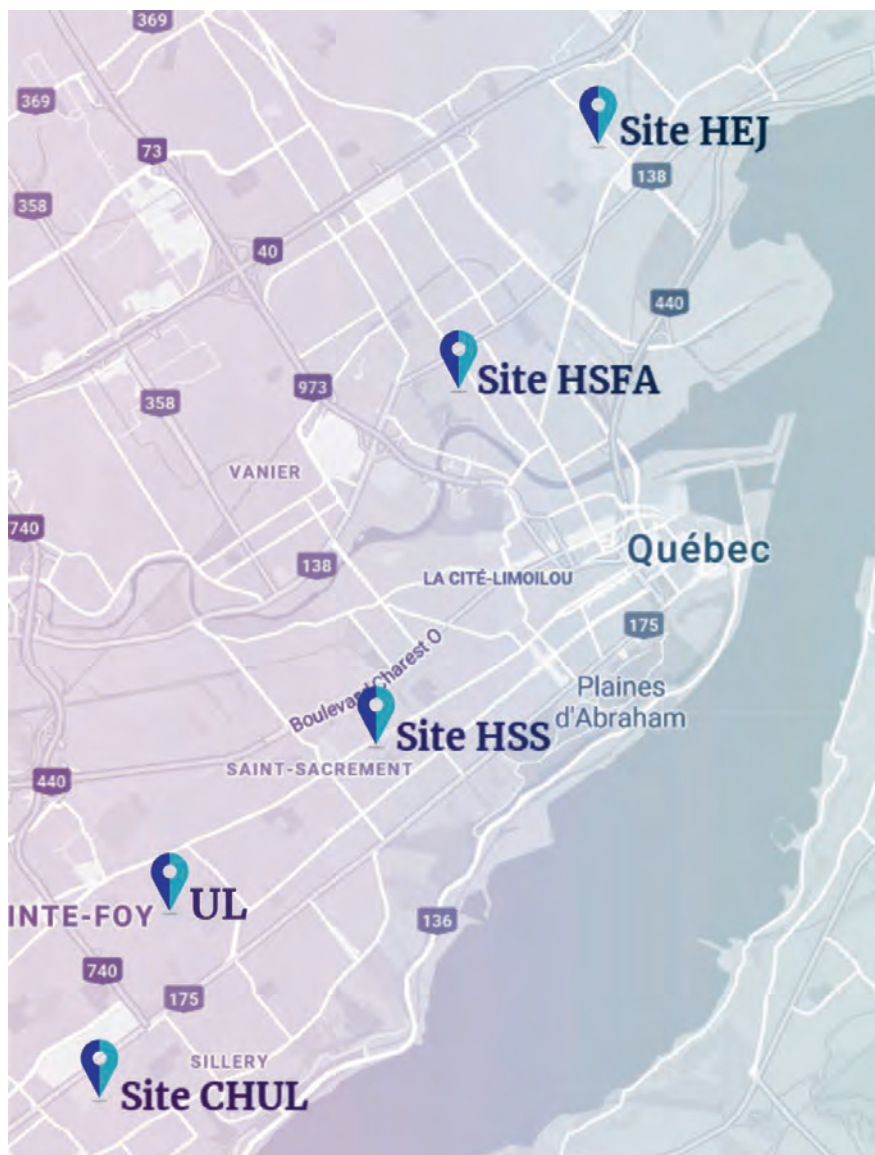 369
369
Site HEJ
73
138
358
40
440
Site HSFA
973
358
VANIER
740
Québec
138
LA CITÉ-LIMOILOU
175
Boulevard Charest O
Plaines
d'Abraham
Site HSS
SAINT-SACREMENT
440
UL
INTE-FOY
136
740
175
SILLERY
Site CHUL